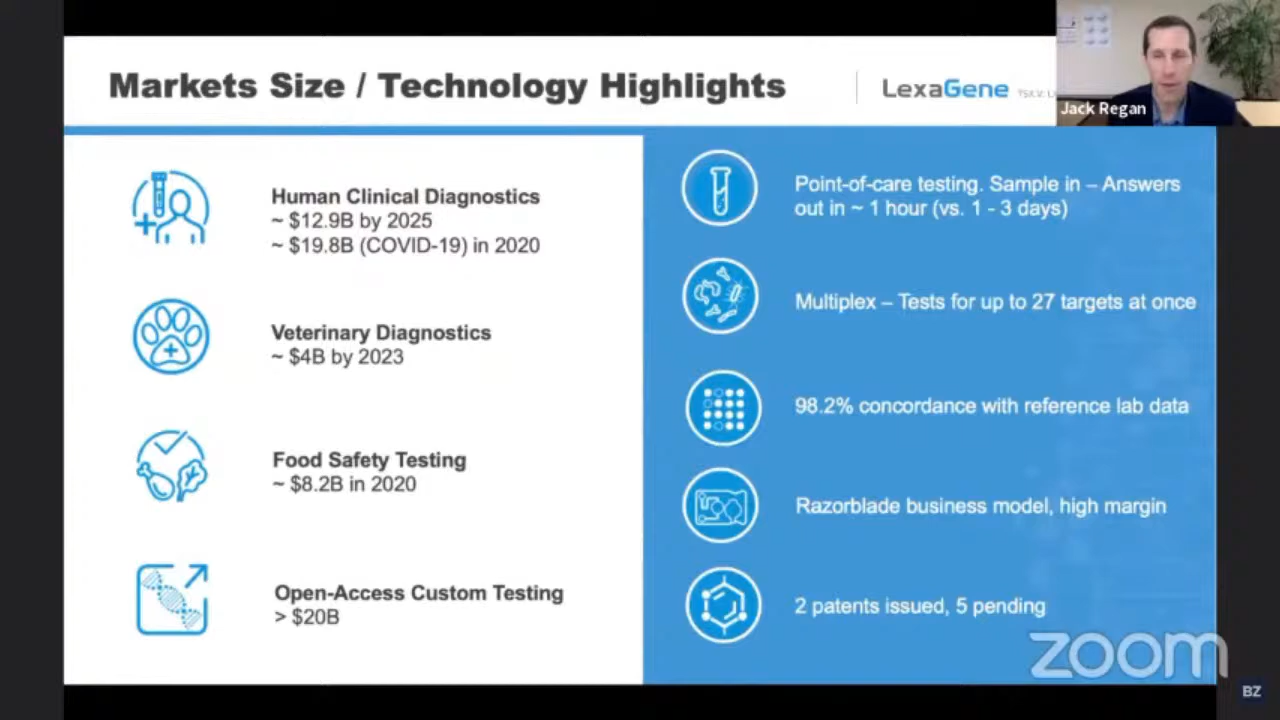 Markets Size / Technology Highlights
LexaGene
Jack Regan
Human Clinical Diagnostics
~ $12.9B by 2025
~ $19.8B (COVID-19) in 2020
Veterinary Diagnostics
~ $4B by 2023
Food Safety Testing
~ $8.2B in 2020
Open-Access Custom Testing
> $20B
Point-of-care testing. Sample in – Answers
out in ~ 1 hour (vs. 1 - 3 days)
Multiplex – Tests for up to 27 targets at once
98.2% concordance with reference lab data
Razorblade business model, high margin
2 patents issued, 5 pending
zoom
BZ